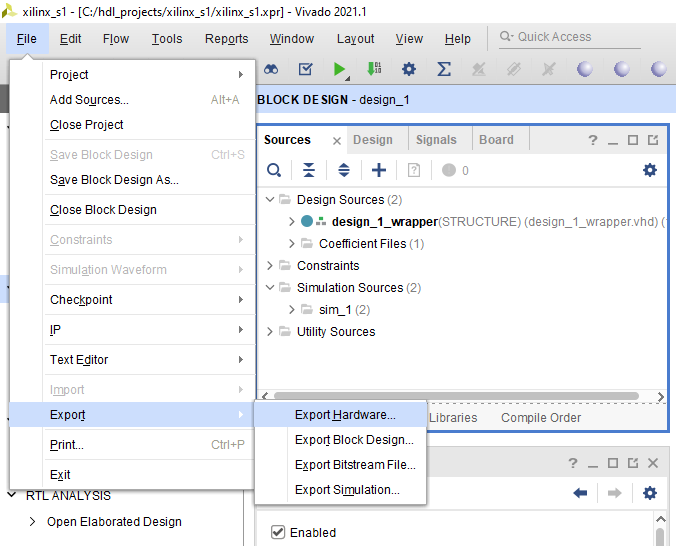 xilinx_s1 - [C:/hdl_projects/xilinx_s1/xilinx_s1.xpr] - Vivado 2021.1
File Edit Flow Tools Reports Window Layout View Help Quick Access
Project
Add Sources... Alt+A
Close Project
Save Block Design Ctrl+S
Save Block Design As...
Close Block Design
Constraints
Simulation Waveform
Checkpoint
IP
Text Editor
Import
Export
Print... Ctrl+P
Exit
Export Hardware...
Export Block Design...
Export Bitstream File...
Export Simulation...
BLOCK DESIGN - design_1
Sources Design Signals Board
0
Design Sources (2)
design_1_wrapper(STRUCTURE) (design_1_wrapper.vhd) (
Coefficient Files (1)
Constraints
Simulation Sources (2)
sim_1 (2)
Utility Sources
Libraries Compile Order
Enabled
RTL ANALYSIS
Open Elaborated Design